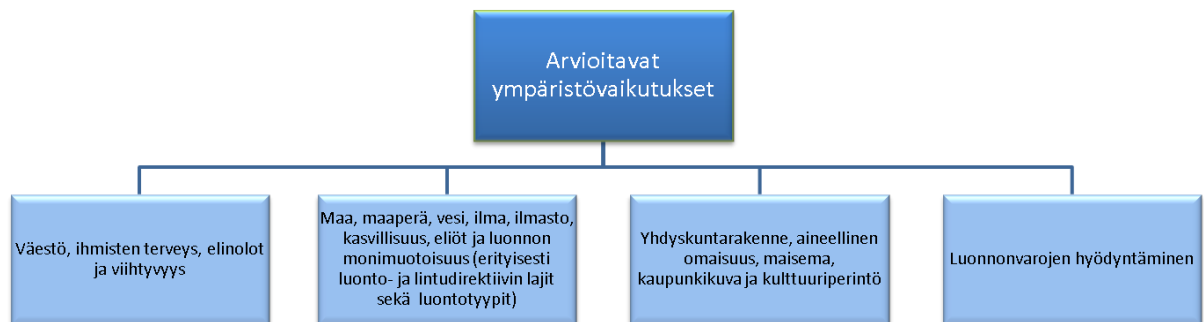 Arvioitavat
ympäristövaikutukset
Väestö, ihmisten terveys, elinolot
ja viihtyvyys
Maa, maaperä, vesi, ilma, ilmasto,
kasvillisuus, eliöt ja luonnon
monimuotoisuus (erityisesti
luonto- ja lintudirektiivin lajit
sekä luontotyypit)
Yhdyskuntarakenne, aineellinen
omaisuus, maisema,
kaupunkikuva ja kulttuuriperintö
Luonnonvarojen hyödyntäminen